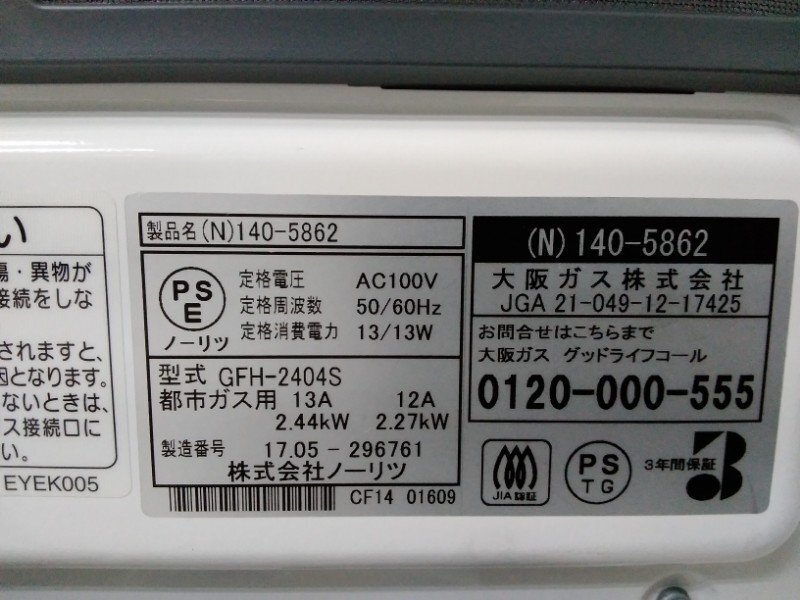 い
傷・異物が
接続をしな
されますと、
因となります。
ないときは、
ス接続口に
い。
EYEK005
製品名(N)140-5862
PS
E
ノーリツ
定格電圧 AC100V
定格周波数 50/60Hz
定格消費電力 13/13W
型式 GFH-2404S
都市ガス用 13A 12A
2.44kW 2.27kW
製造番号 17.05-296761
株式会社ノーリツ
CF14 01609
(N)140-5862
大阪ガス株式会社
JGA 21-049-12-17425
お問合せはこちらまで
大阪ガス グッドライフコール
0120-000-555
JIA認証
PS
TG
3年間保証
3